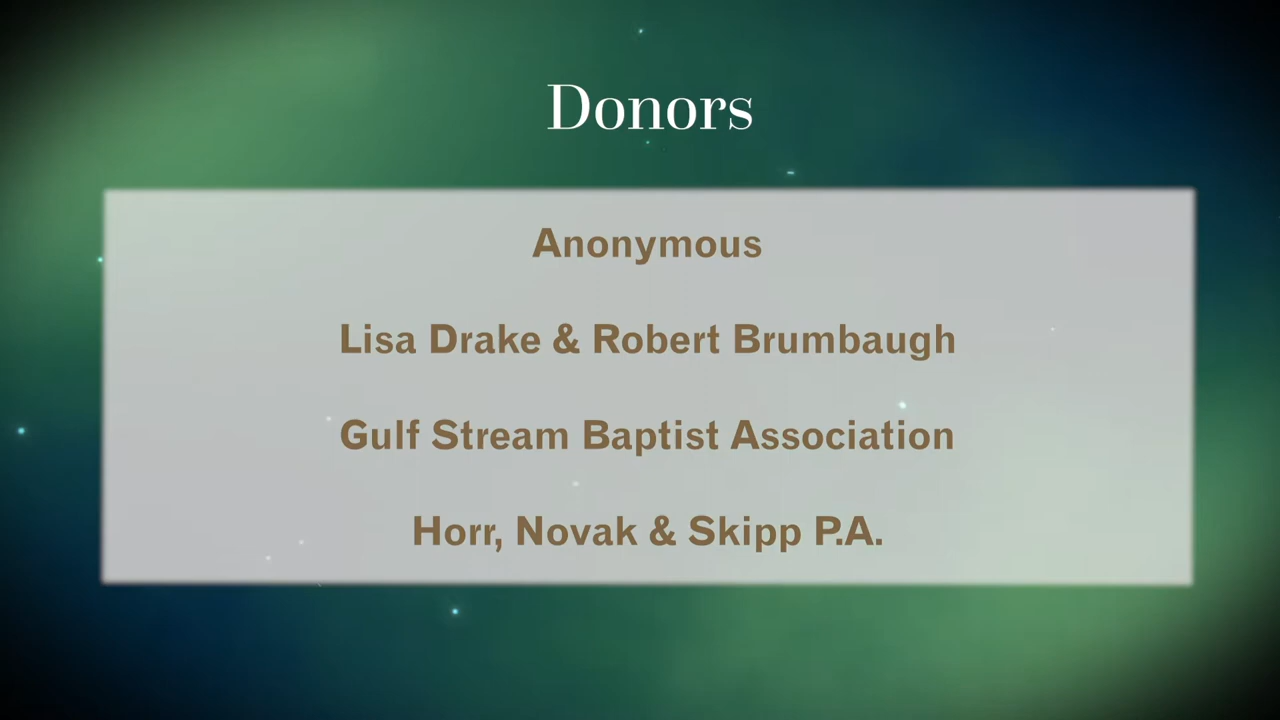 Donors
Anonymous
Lisa Drake & Robert Brumbaugh
Gulf Stream Baptist Association
Horr, Novak & Skipp P.A.